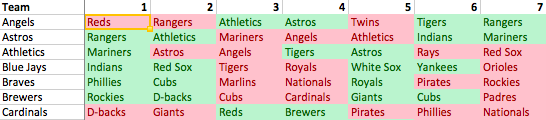 Team 1 2 3 4 5 6 7
Angels Reds Rangers Athletics Astros Twins Tigers Rangers
Astros Rangers Athletics Mariners Angels Athletics Indians Mariners
Athletics Mariners Astros Angels Tigers Astros Rays Red Sox
Blue Jays Indians Red Sox Tigers Royals White Sox Yankees Orioles
Braves Phillies Cubs Marlins Nationals Royals Pirates Rockies
Brewers Rockies D-backs Cubs Cardinals Giants Cubs Padres
Cardinals D-backs Giants Reds Brewers Pirates Phillies Nationals